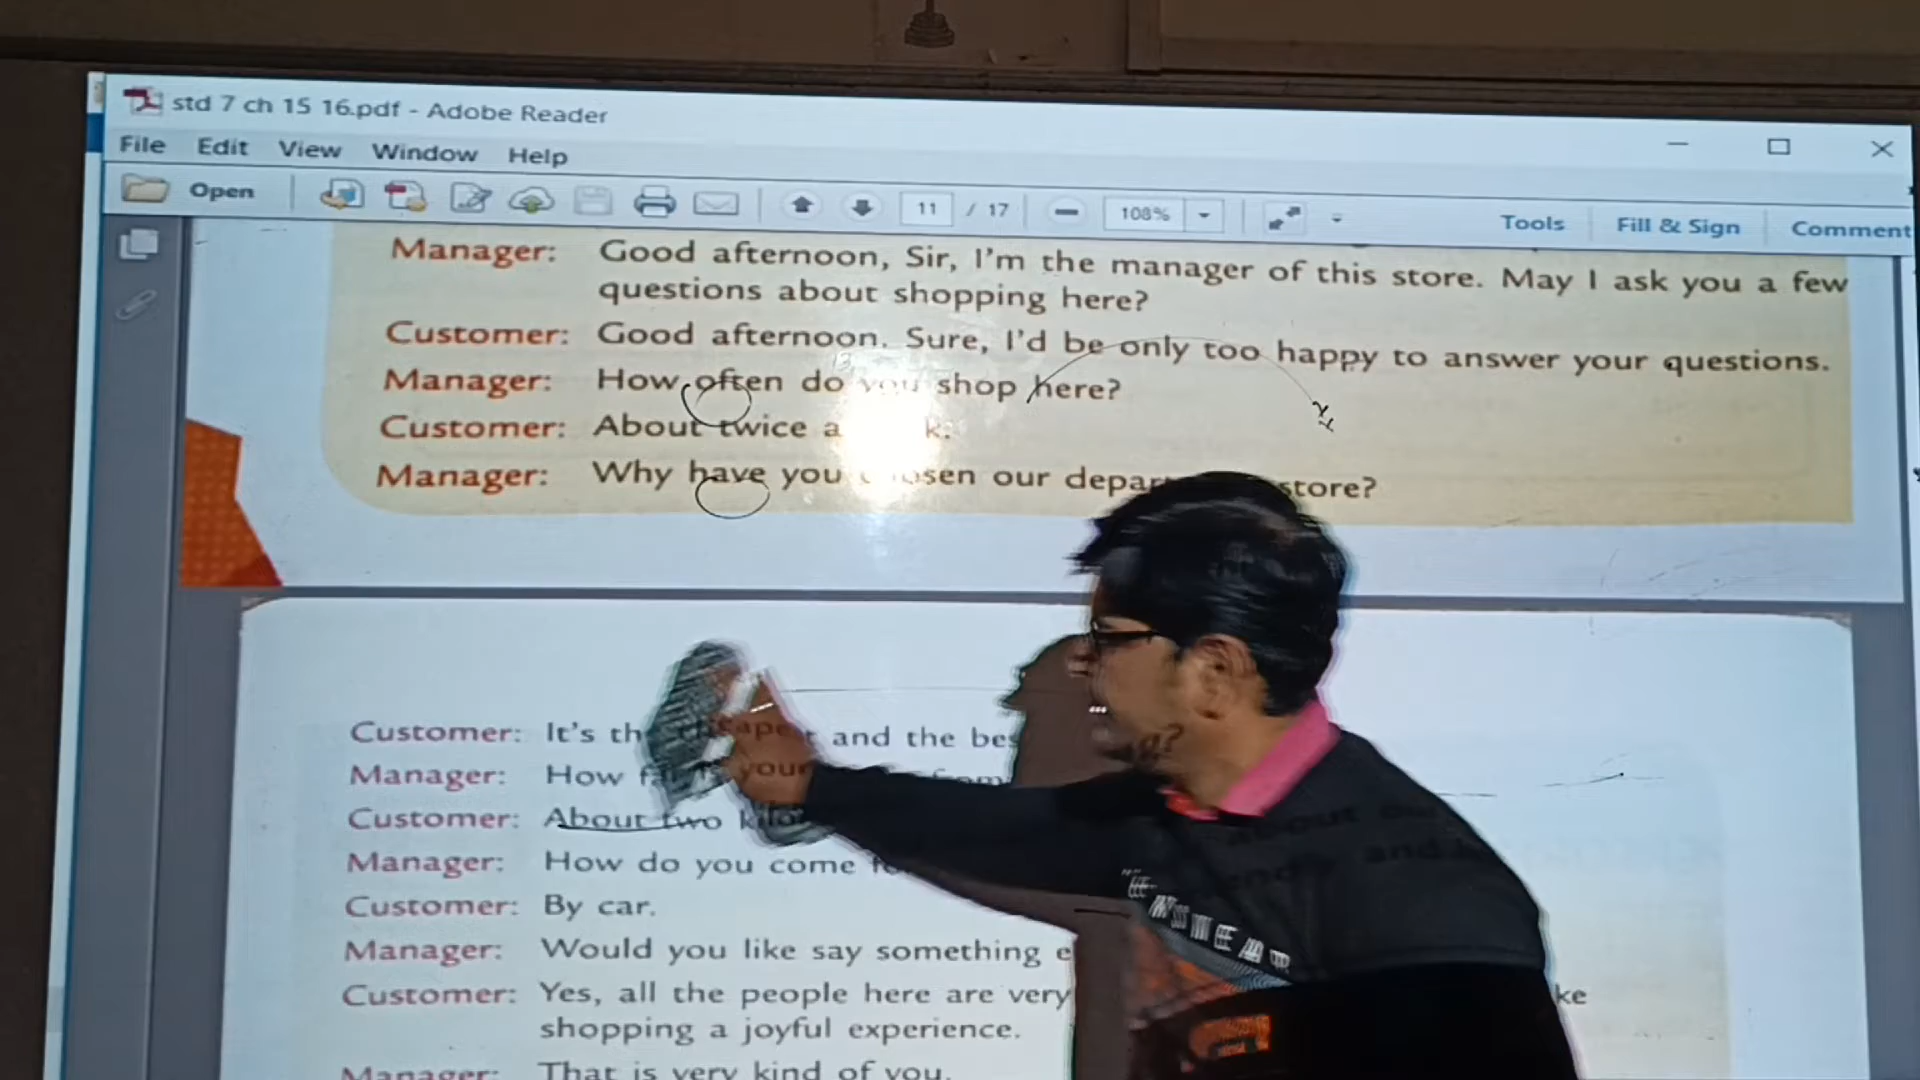 std 7 ch 15 16.pdf - Adobe Reader
File Edit View Window Help
Open 11 / 17 108% Tools Fill & Sign Comment
Manager: Good afternoon, Sir, I'm the manager of this store. May I ask you a few
questions about shopping here?
Customer: Good afternoon. Sure, I'd be only too happy to answer your questions.
Manager: How often do you shop here?
Customer: About twice a
Manager: Why have you our store?
Customer: It's and the
Manager: How your
Customer: About two
Manager: How do you come
Customer: By car.
Manager: Would you like say something
Customer: Yes, all the people here are very
shopping a joyful experience.
Manager: That is very kind of you.